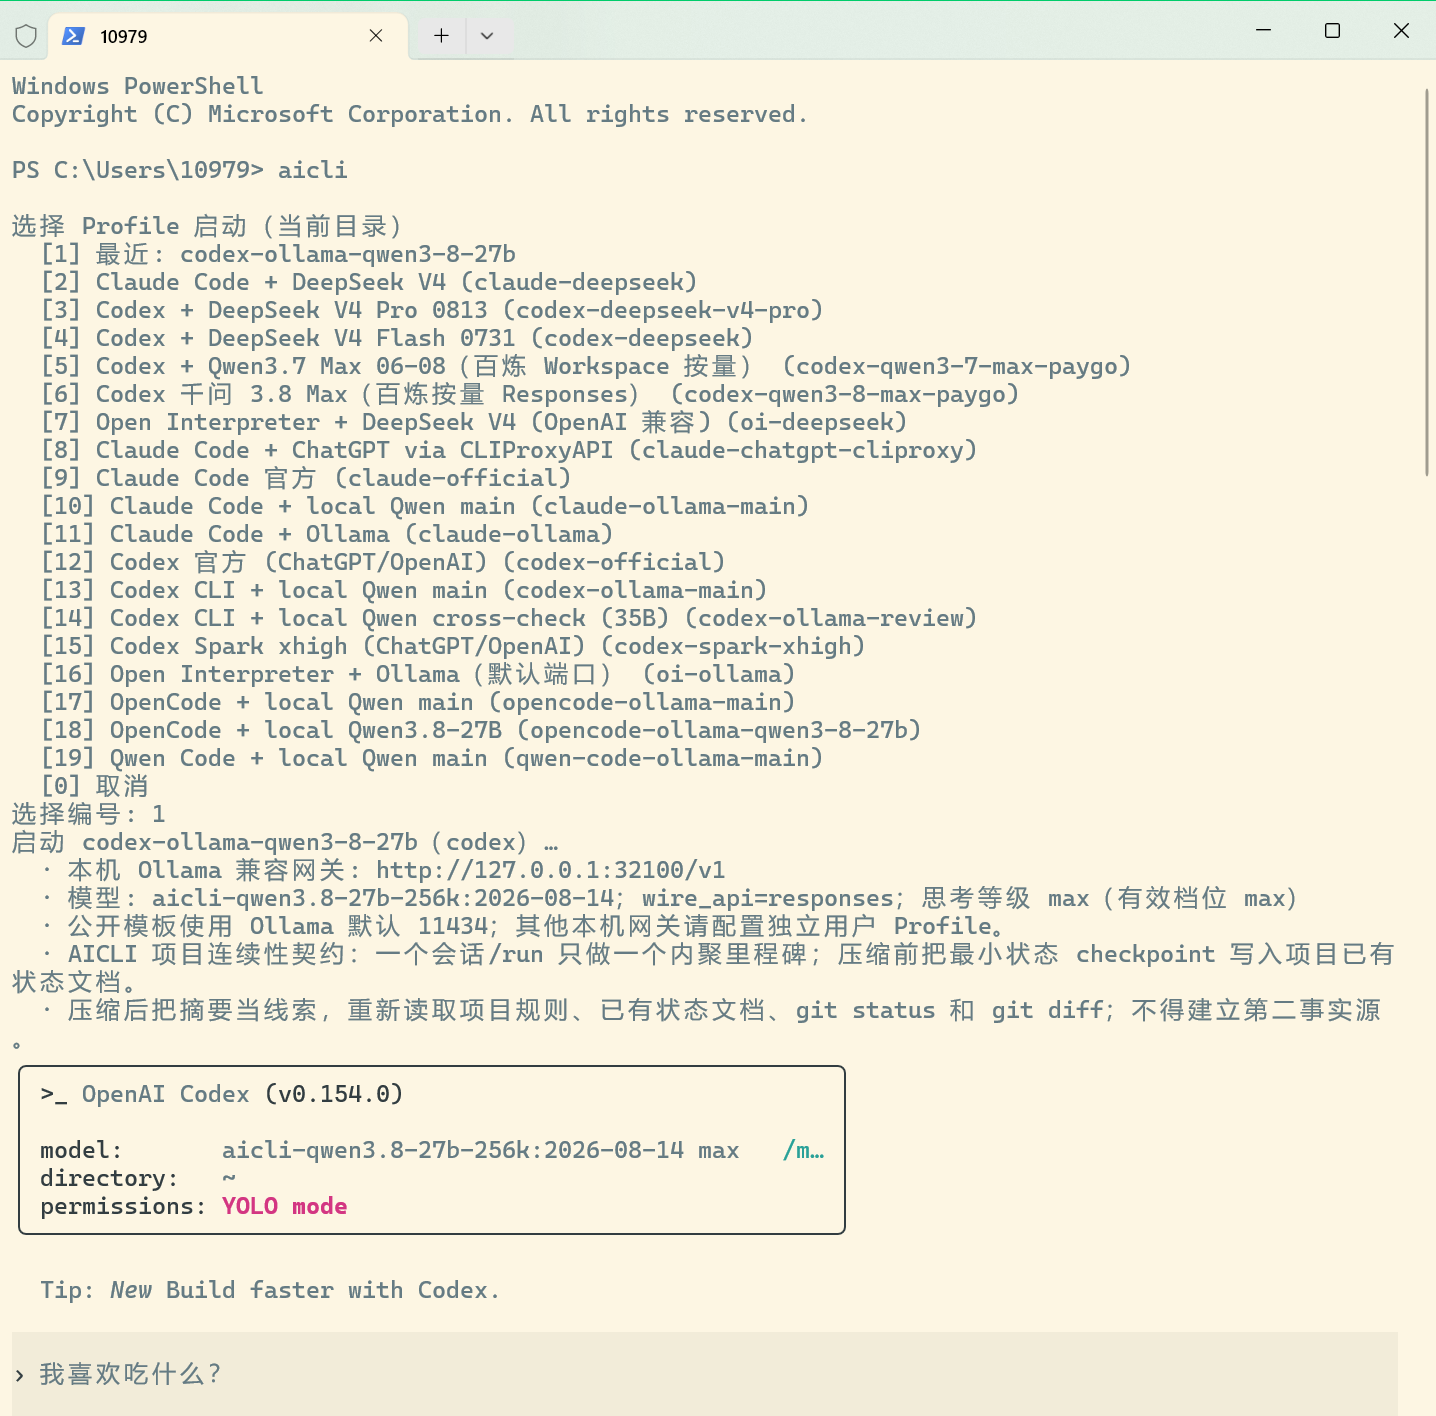 10979
Windows PowerShell
Copyright (C) Microsoft Corporation. All rights reserved.
PS C:\Users\10979> aicli
选择 Profile 启动（当前目录）
[1] 最近: codex-ollama-qwen3-8-27b
[2] Claude Code + DeepSeek V4 (claude-deepseek)
[3] Codex + DeepSeek V4 Pro 0813 (codex-deepseek-v4-pro)
[4] Codex + DeepSeek V4 Flash 0731 (codex-deepseek)
[5] Codex + Qwen3.7 Max 06-08（百炼 Workspace 按量） (codex-qwen3-7-max-paygo)
[6] Codex 千问 3.8 Max（百炼按量 Responses） (codex-qwen3-8-max-paygo)
[7] Open Interpreter + DeepSeek V4 (OpenAI 兼容) (oi-deepseek)
[8] Claude Code + ChatGPT via CLIProxyAPI (claude-chatgpt-cliproxy)
[9] Claude Code 官方 (claude-official)
[10] Claude Code + local Qwen main (claude-ollama-main)
[11] Claude Code + Ollama (claude-ollama)
[12] Codex 官方 (ChatGPT/OpenAI) (codex-official)
[13] Codex CLI + local Qwen main (codex-ollama-main)
[14] Codex CLI + local Qwen cross-check (35B) (codex-ollama-review)
[15] Codex Spark xhigh (ChatGPT/OpenAI) (codex-spark-xhigh)
[16] Open Interpreter + Ollama（默认端口） (oi-ollama)
[17] OpenCode + local Qwen main (opencode-ollama-main)
[18] OpenCode + local Qwen3.8-27B (opencode-ollama-qwen3-8-27b)
[19] Qwen Code + local Qwen main (qwen-code-ollama-main)
[0] 取消
选择编号: 1
启动 codex-ollama-qwen3-8-27b（codex）…
· 本机 Ollama 兼容网关: http://127.0.0.1:32100/v1
· 模型: aicli-qwen3.8-27b-256k:2026-08-14；wire_api=responses；思考等级 max（有效档位 max）
· 公开模板使用 Ollama 默认 11434；其他本机网关请配置独立用户 Profile。
· AICLI 项目连续性契约: 一个会话/run 只做一个内聚里程碑；压缩前把最小状态 checkpoint 写入项目已有
状态文档。
· 压缩后把摘要当线索，重新读取项目规则、已有状态文档、git status 和 git diff；不得建立第二事实源
。
>_ OpenAI Codex (v0.154.0)
model: aicli-qwen3.8-27b-256k:2026-08-14 max /m…
directory: ~
permissions: YOLO mode
Tip: New Build faster with Codex.
› 我喜欢吃什么？